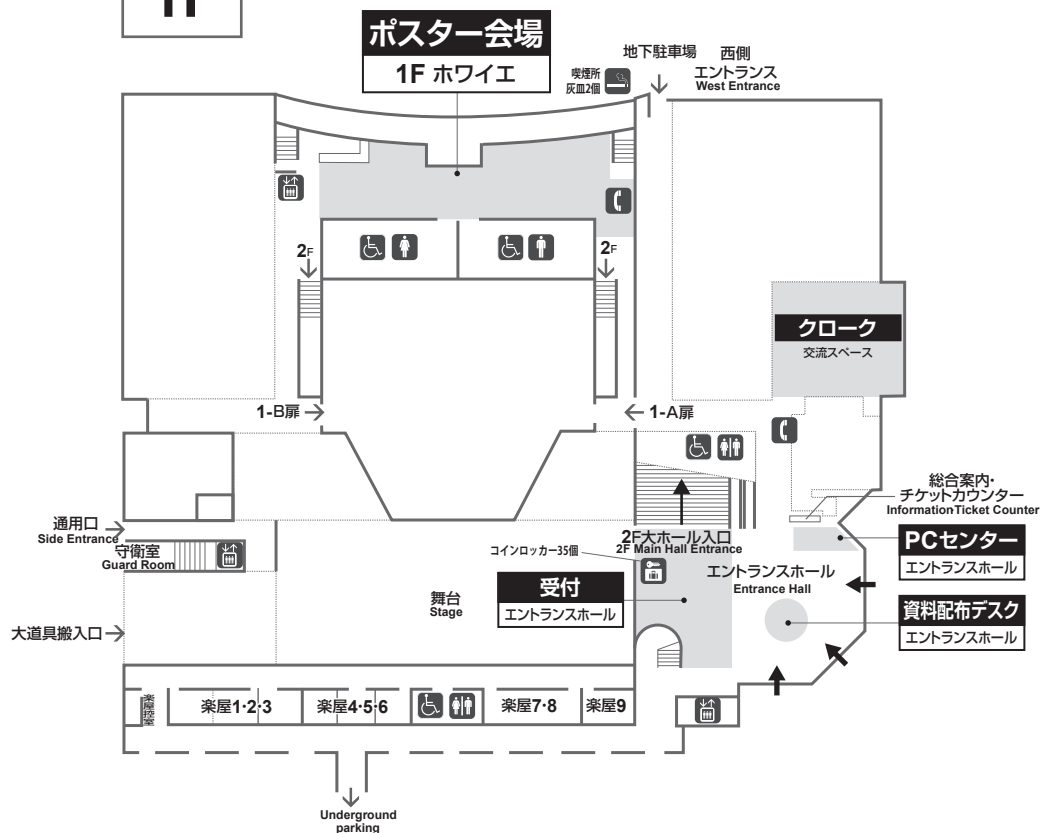 ポスター会場
1F ホワイエ
地下駐車場
西側
エントランス
West Entrance
喫煙所
灰皿2個
2F
2F
クローク
交流スペース
1-B扉
1-A扉
総合案内・
チケットカウンター
Information Ticket Counter
通用口
Side Entrance
守衛室
Guard Room
2F大ホール入口
2F Main Hall Entrance
コインロッカー35個
PCセンター
エントランスホール
エントランスホール
Entrance Hall
受付
エントランスホール
舞台
Stage
資料配布デスク
エントランスホール
大道具搬入口
楽屋控室
楽屋1・2・3
楽屋4・5・6
楽屋7・8
楽屋9
Underground
parking